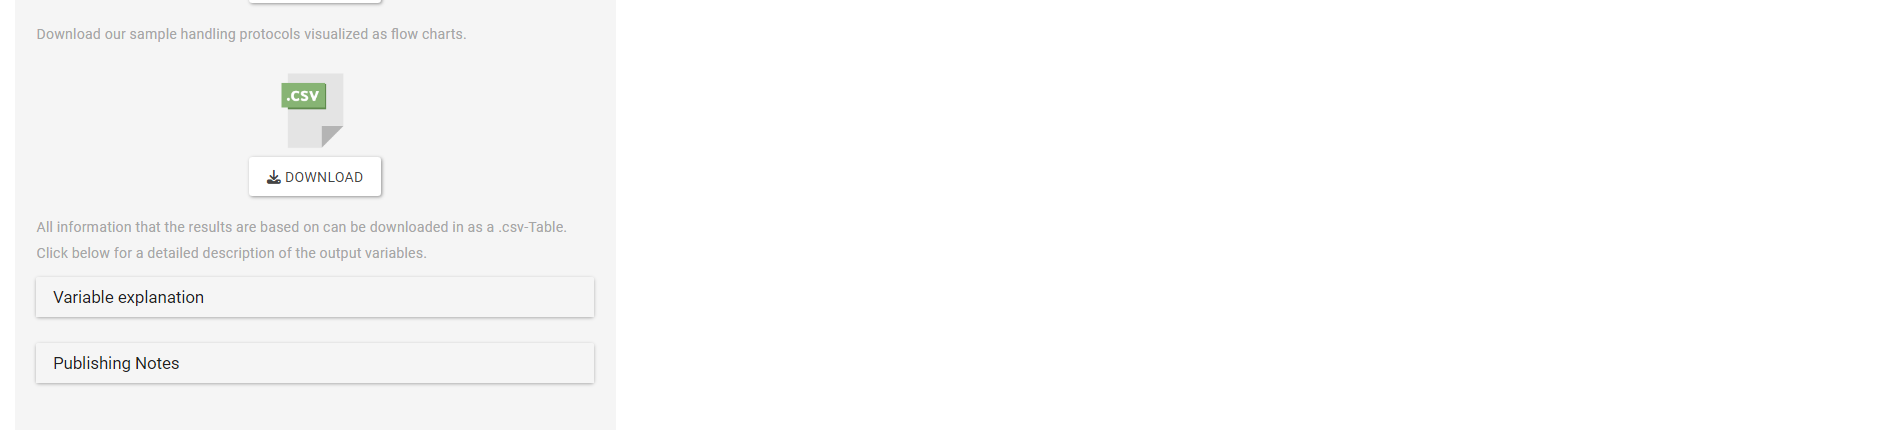 Download our sample handling protocols visualized as flow charts.
.CSV
DOWNLOAD
All information that the results are based on can be downloaded in as a .csv-Table.
Click below for a detailed description of the output variables.
Variable explanation
Publishing Notes